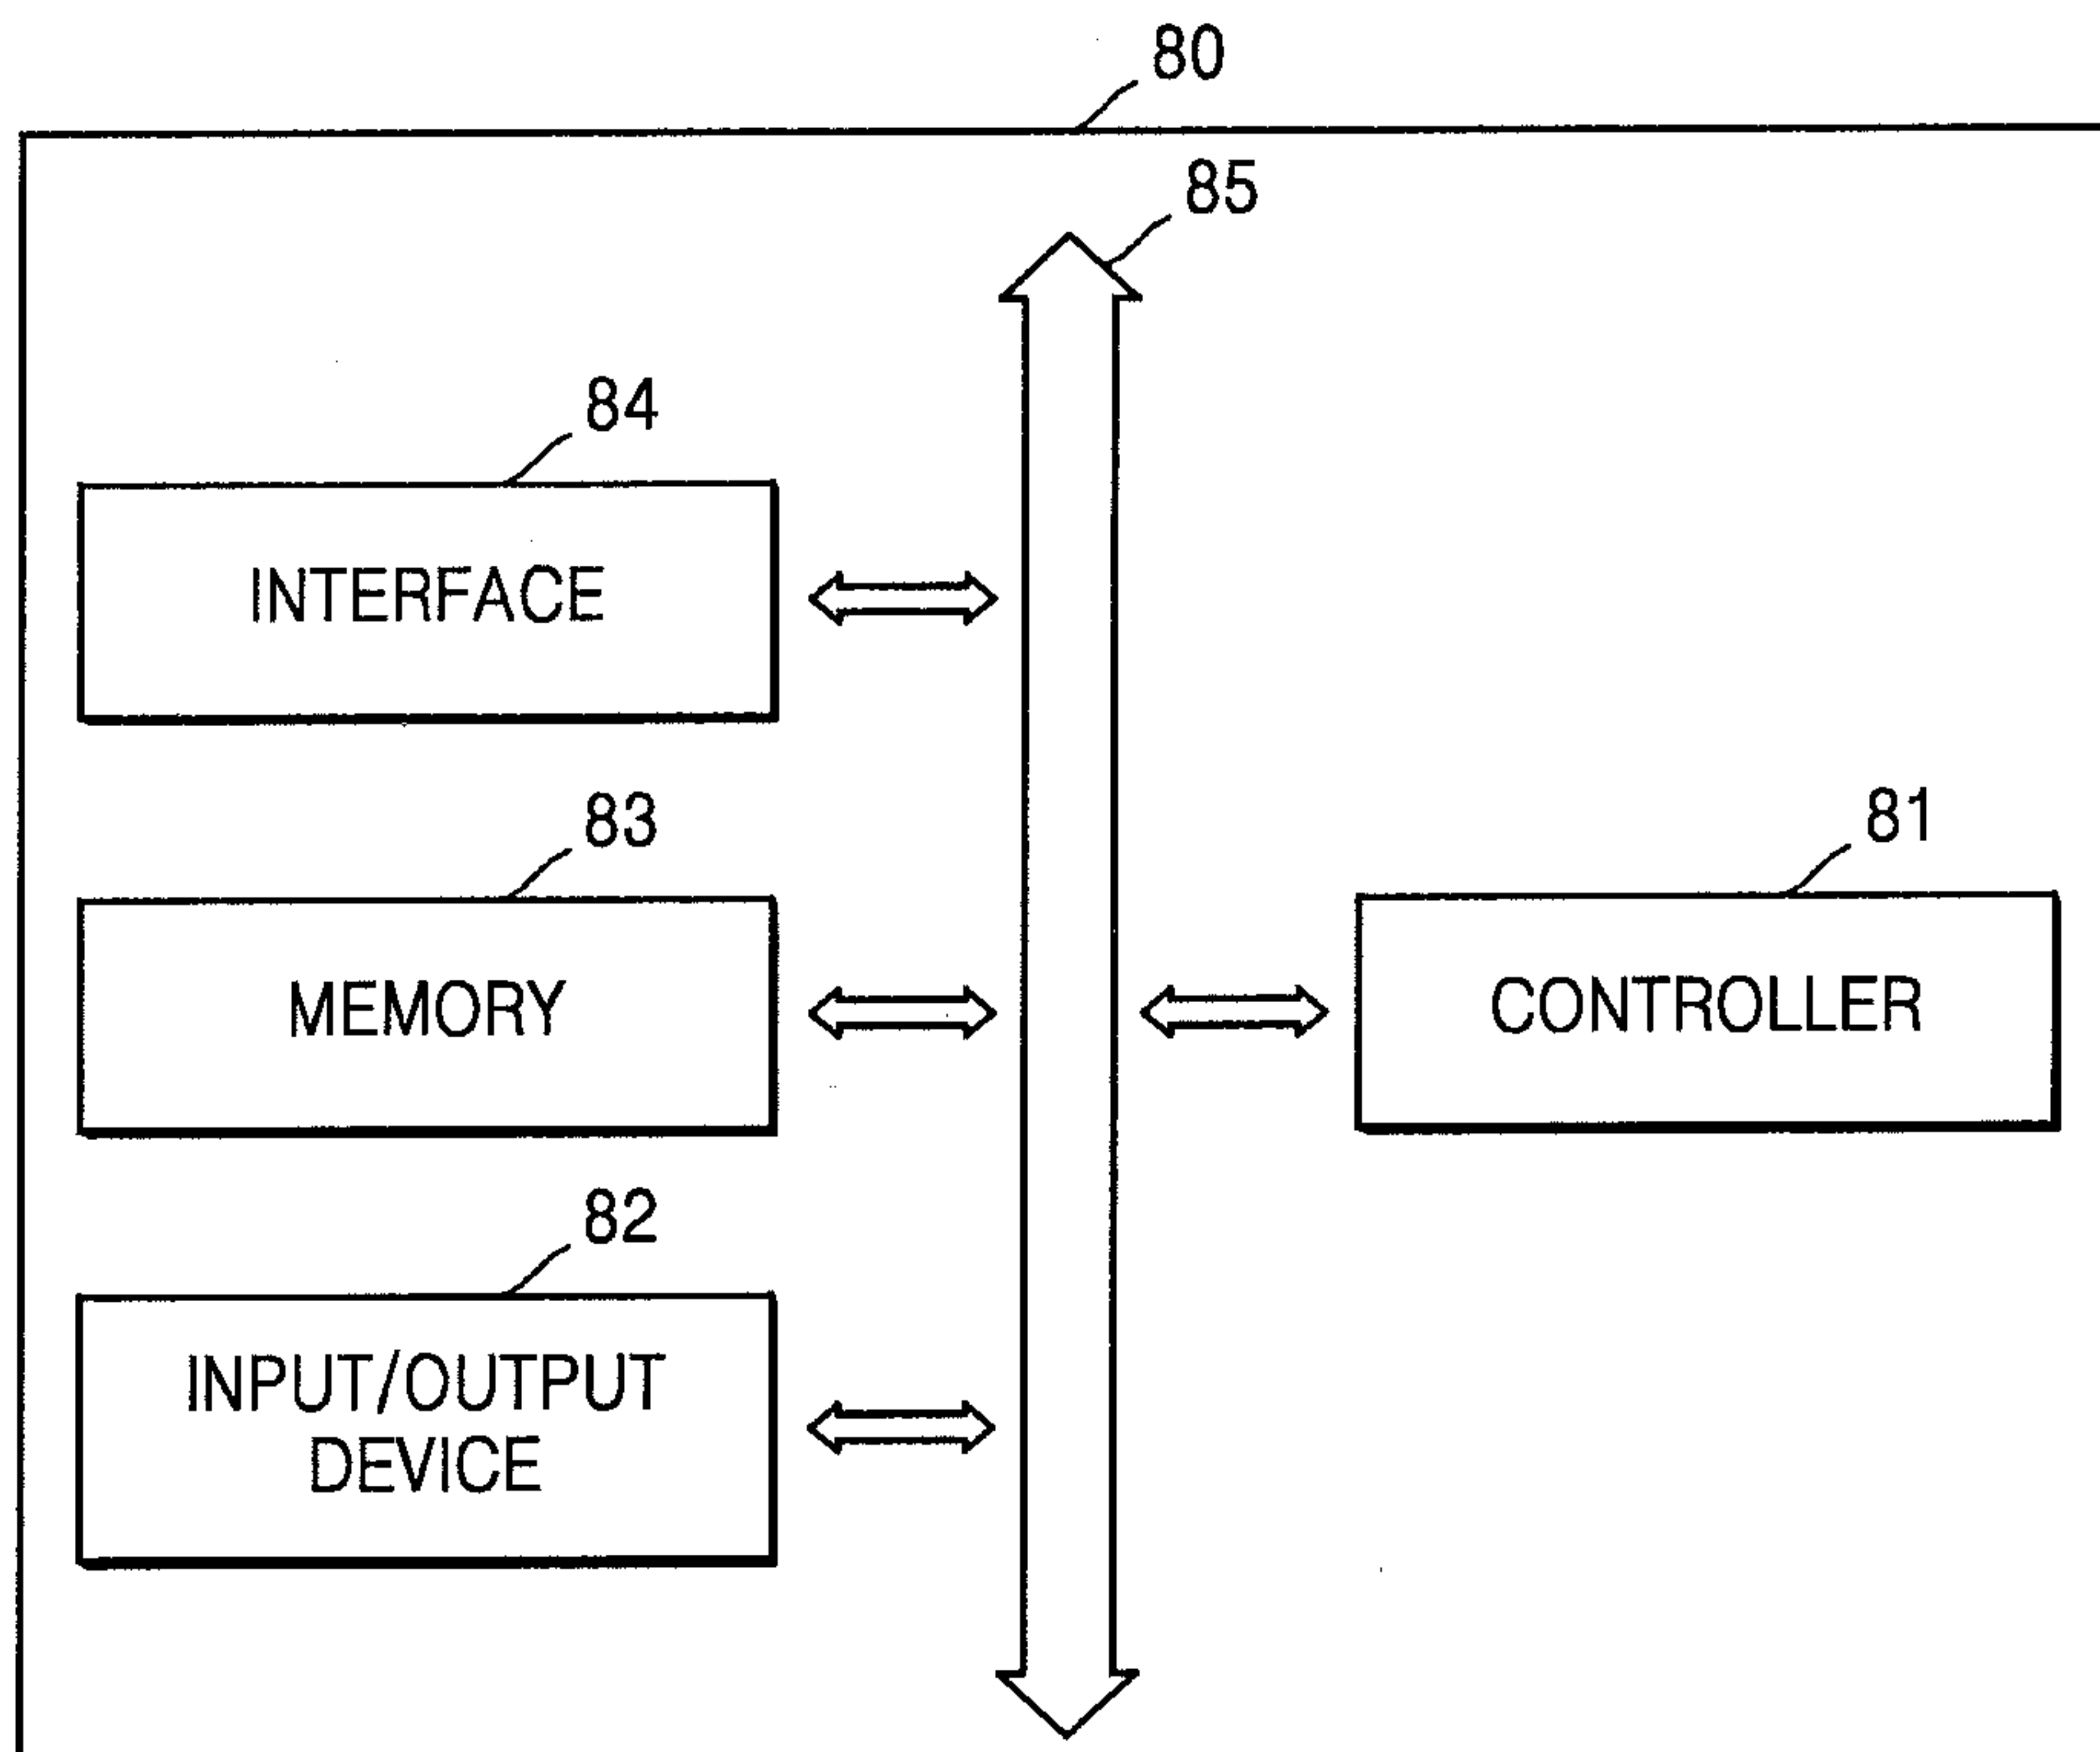 80
85
84
INTERFACE
83
81
MEMORY
CONTROLLER
82
INPUT/OUTPUT
DEVICE